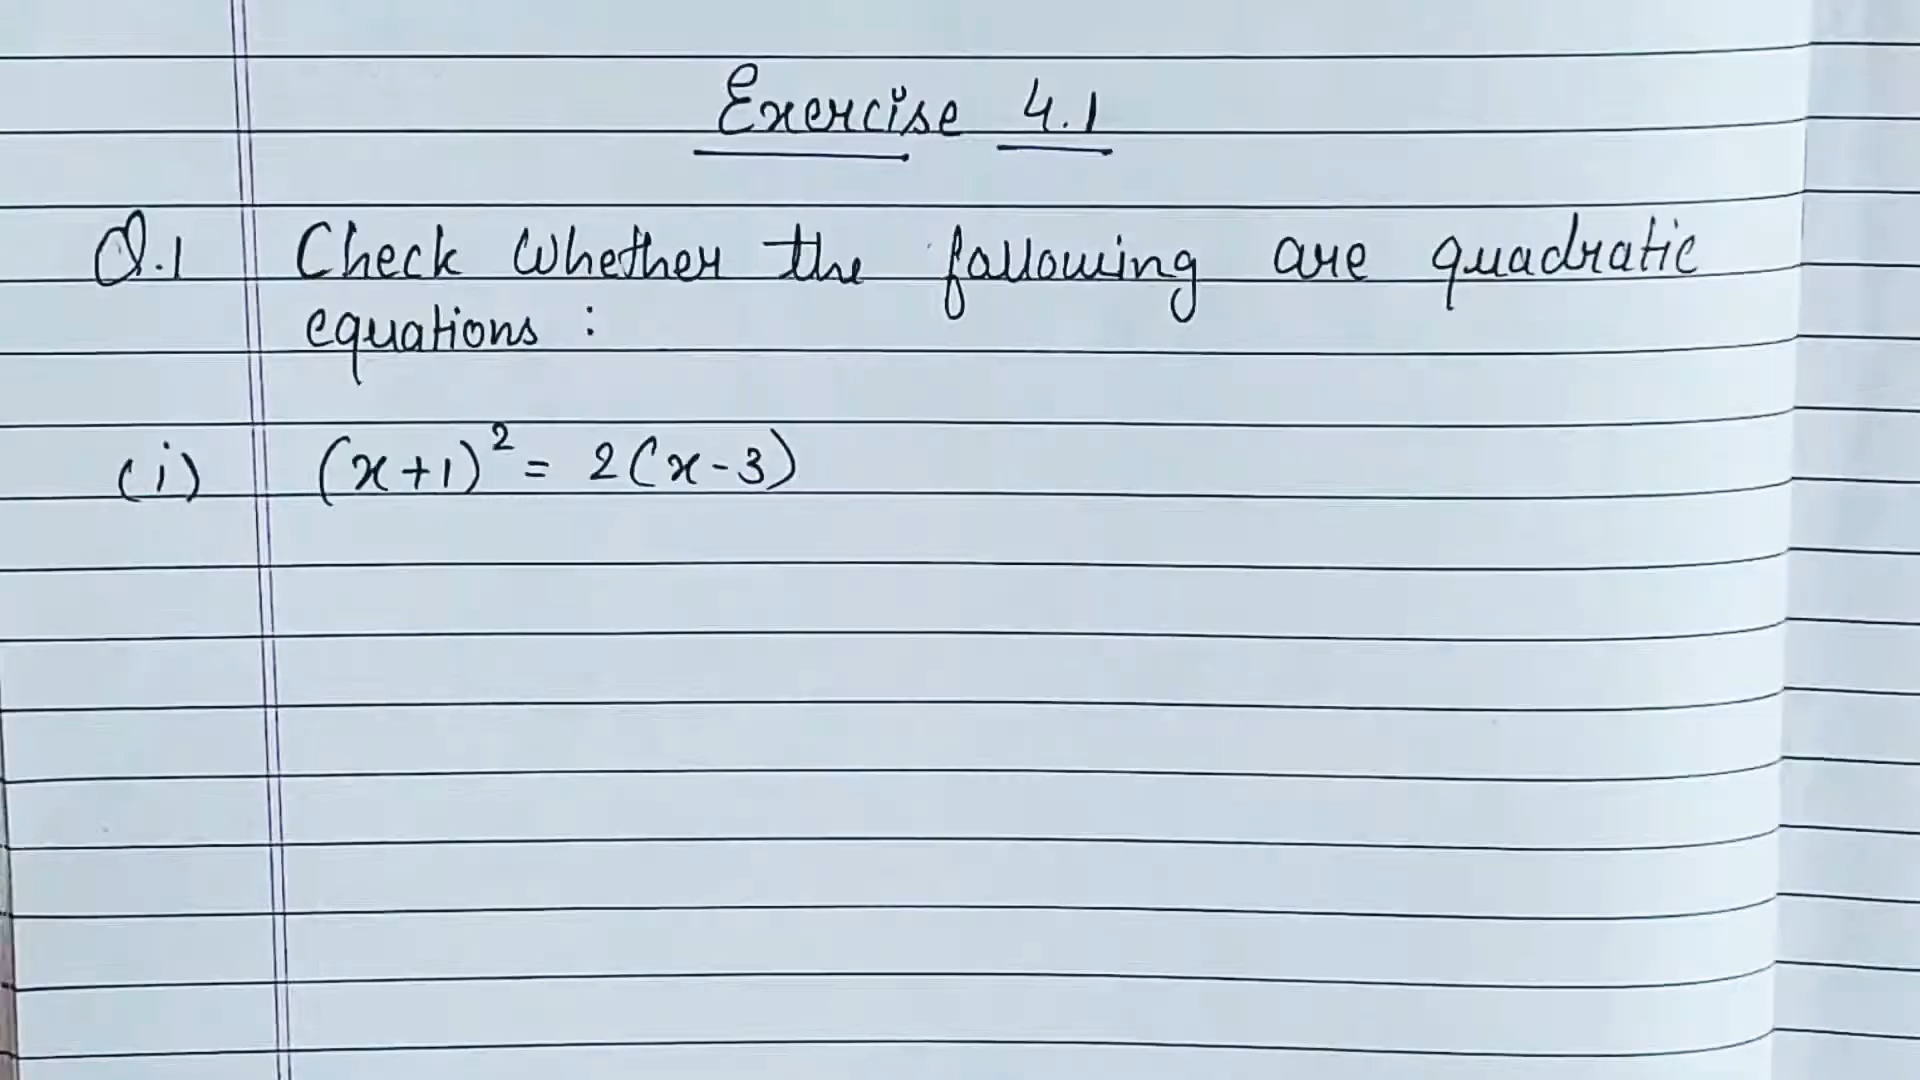 Exercise 4.1
Q.1 Check whether the following are quadratic
equations :
(i) (x+1)² = 2(x-3)